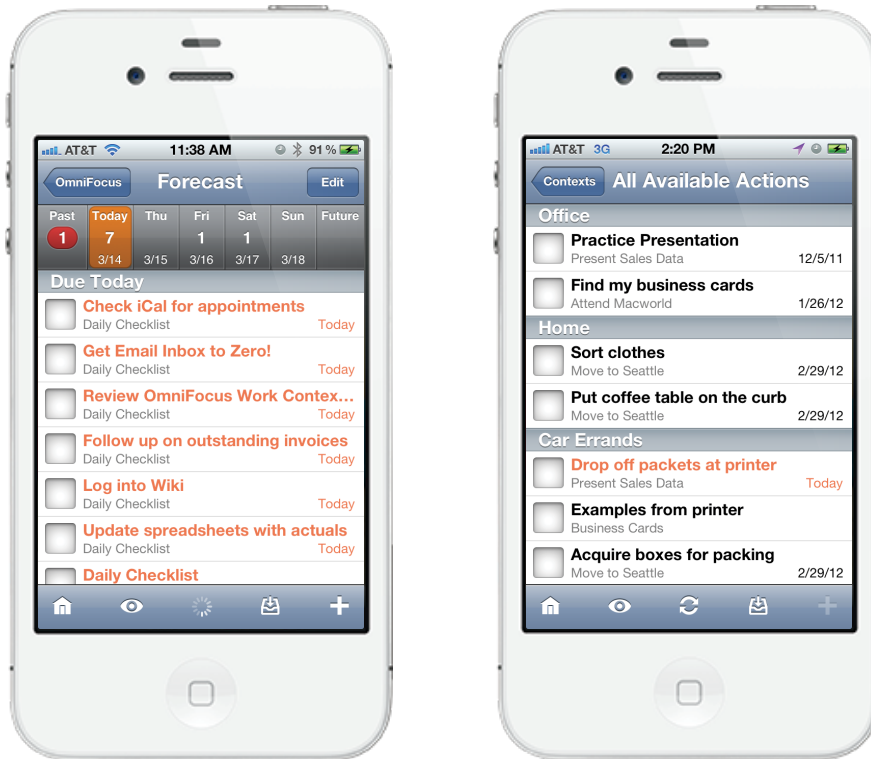 AT&T 11:38 AM 91%
OmniFocus Forecast Edit
Past Today Thu Fri Sat Sun Future
1 7 1 1
3/14 3/15 3/16 3/17 3/18
Due Today
Check iCal for appointments
Daily Checklist Today
Get Email Inbox to Zero!
Daily Checklist Today
Review OmniFocus Work Contex...
Daily Checklist Today
Follow up on outstanding invoices
Daily Checklist Today
Log into Wiki
Daily Checklist Today
Update spreadsheets with actuals
Daily Checklist Today
Daily Checklist
AT&T 3G 2:20 PM
Contexts All Available Actions
Office
Practice Presentation
Present Sales Data 12/5/11
Find my business cards
Attend Macworld 1/26/12
Home
Sort clothes
Move to Seattle 2/29/12
Put coffee table on the curb
Move to Seattle 2/29/12
Car Errands
Drop off packets at printer
Present Sales Data Today
Examples from printer
Business Cards
Acquire boxes for packing
Move to Seattle 2/29/12